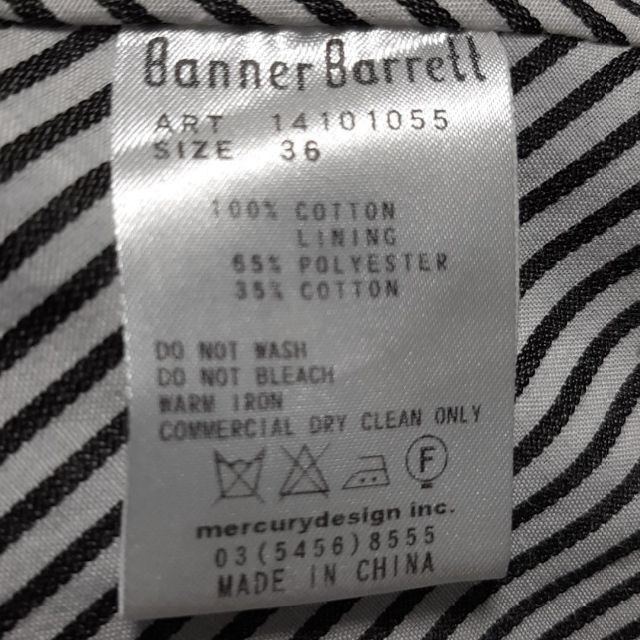 Banner Barrett
ART 14101055
SIZE 36
100% COTTON
LINING
65% POLYESTER
35% COTTON
DO NOT WASH
DO NOT BLEACH
WARM IRON
COMMERCIAL DRY CLEAN ONLY
F
mercurydesign inc.
03(5456)8555
MADE IN CHINA